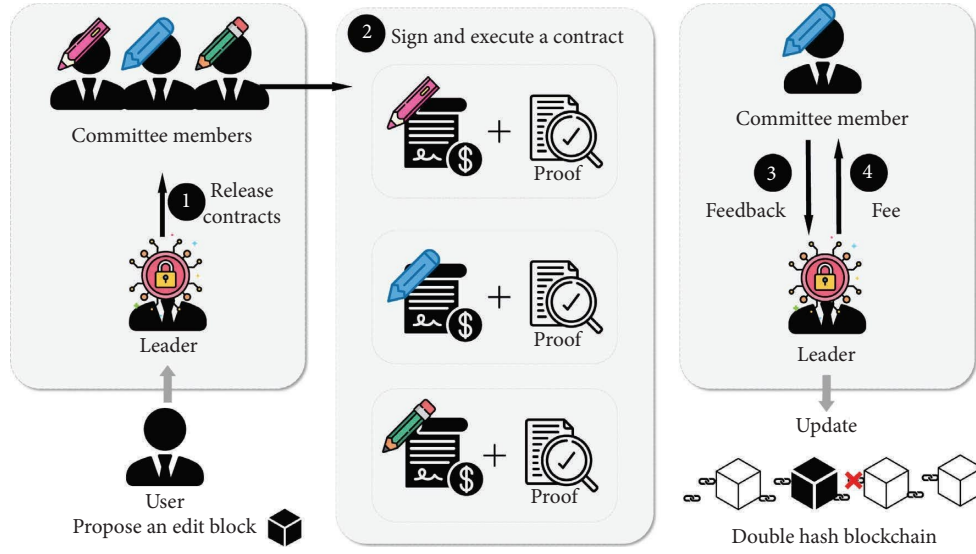 Committee members
1
Release
contracts
Leader
User
Propose an edit block
2
Sign and execute a contract
$
+
Proof
$
+
Proof
$
+
Proof
Committee member
3
4
Feedback
Fee
Leader
Update
Double hash blockchain